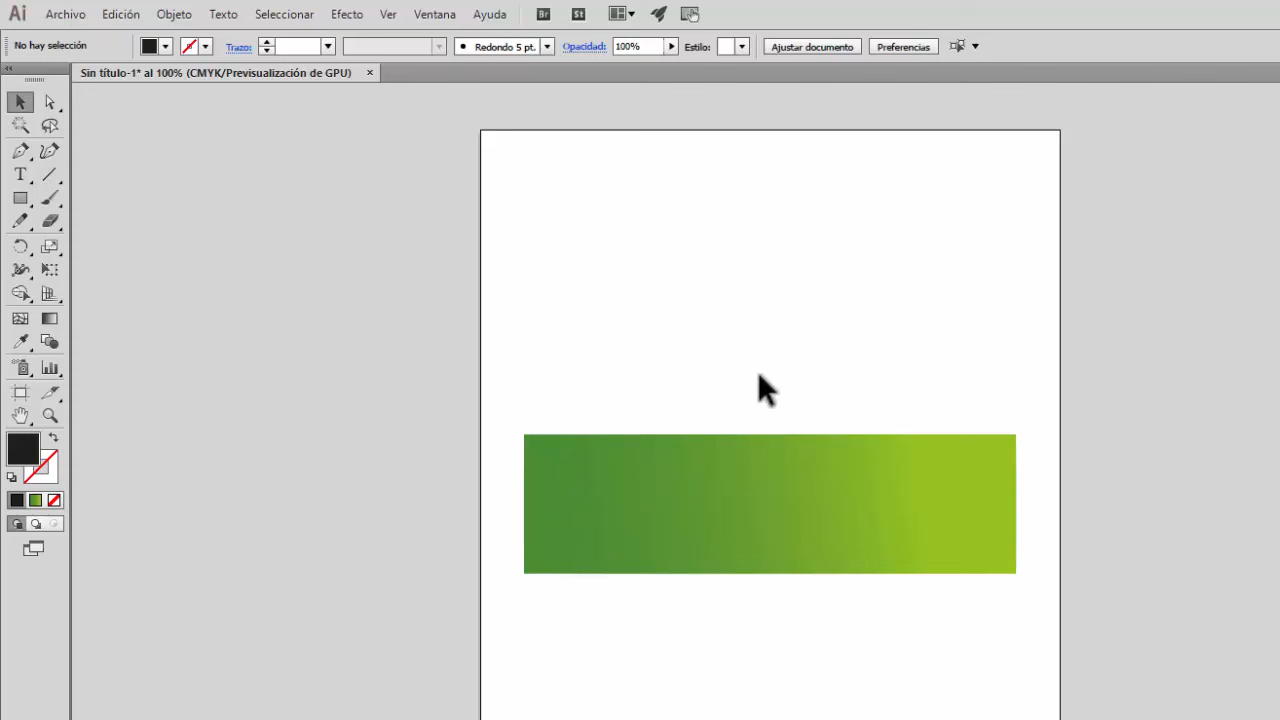 Ai Archivo Edición Objeto Texto Seleccionar Efecto Ver Ventana Ayuda Br St
No hay selección Trazo: Redondo 5 pt. Opacidad: 100% Estilo: Ajustar documento Preferencias
Sin título-1* al 100% (CMYK/Previsualización de GPU) ×
T